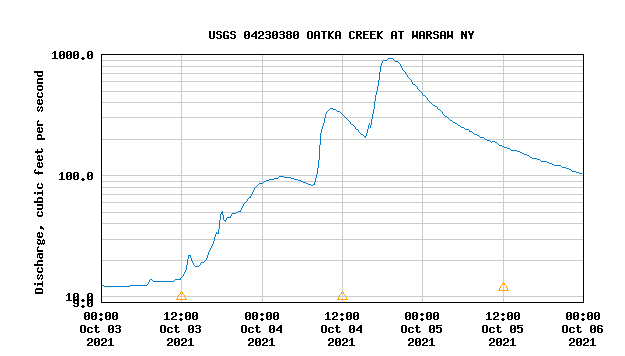 USGS 04230380 OATKA CREEK AT WARSAW NY
Discharge, cubic feet per second
1000.0
100.0
10.0
9.0
00:00 12:00 00:00 12:00 00:00 12:00 00:00
Oct 03 Oct 03 Oct 04 Oct 04 Oct 05 Oct 05 Oct 06
2021 2021 2021 2021 2021 2021 2021